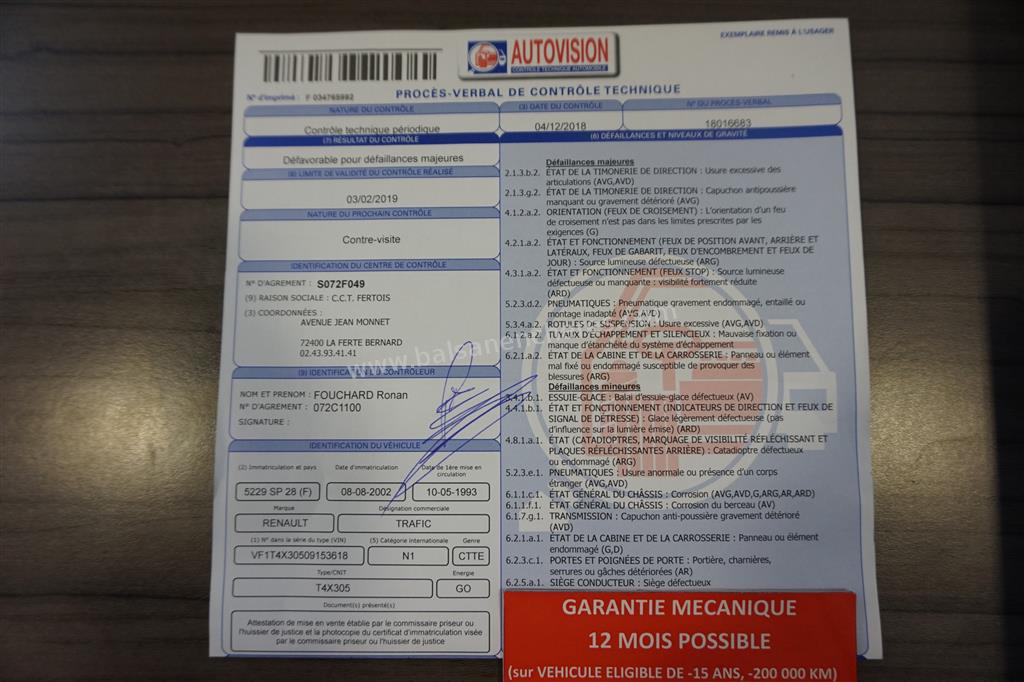 EXEMPLAIRE REMIS À L'USAGER
AUTOVISION
CONTRÔLE TECHNIQUE AUTOMOBILE
N° d'imprimé : F 034765992
PROCÈS-VERBAL DE CONTRÔLE TECHNIQUE
NATURE DU CONTRÔLE
Contrôle technique périodique
(3) DATE DU CONTRÔLE
04/12/2018
N° DU PROCÈS-VERBAL
18016683
(7) RÉSULTAT DU CONTRÔLE
Défavorable pour défaillances majeures
(8) LIMITE DE VALIDITÉ DU CONTRÔLE RÉALISÉ
03/02/2019
NATURE DU PROCHAIN CONTRÔLE
Contre-visite
IDENTIFICATION DU CENTRE DE CONTRÔLE
N° D'AGREMENT : S072F049
(9) RAISON SOCIALE : C.C.T. FERTOIS
(3) COORDONNÉES :
AVENUE JEAN MONNET
72400 LA FERTE BERNARD
02.43.93.41.41
(9) IDENTIFICATION DU CONTRÔLEUR
NOM ET PRENOM : FOUCHARD Ronan
N° D'AGREMENT : 072C1100
SIGNATURE :
IDENTIFICATION DU VÉHICULE
(2) Immatriculation et pays
Date d'immatriculation
Date de 1ère mise en
circulation
5229 SP 28 (F)
08-08-2002
10-05-1993
Marque
Désignation commerciale
RENAULT
TRAFIC
(1) N° dans la série du type (VIN)
(5) Catégorie internationale
Genre
VF1T4X30509153618
N1
CTTE
Type/CNIT
Energie
T4X305
GO
Document(s) présenté(s)
Attestation de mise en vente établie par le commissaire priseur ou
l'huissier de justice et la photocopie du certificat d'immatriculation visée
par le commissaire priseur ou l'huissier de justice
(6) DÉFAILLANCES ET NIVEAUX DE GRAVITÉ
Défaillances majeures
2.1.3.b.2. ÉTAT DE LA TIMONERIE DE DIRECTION : Usure excessive des
articulations (AVG,AVD)
2.1.3.g.2. ÉTAT DE LA TIMONERIE DE DIRECTION : Capuchon antipoussière
manquant ou gravement détérioré (AVG)
4.1.2.a.2. ORIENTATION (FEUX DE CROISEMENT) : L'orientation d'un feu
de croisement n'est pas dans les limites prescrites par les
exigences (G)
4.2.1.a.2. ÉTAT ET FONCTIONNEMENT (FEUX DE POSITION AVANT, ARRIÈRE ET
LATÉRAUX, FEUX DE GABARIT, FEUX D'ENCOMBREMENT ET FEUX DE
JOUR) : Source lumineuse défectueuse (ARG)
4.3.1.a.2. ÉTAT ET FONCTIONNEMENT (FEUX STOP) : Source lumineuse
défectueuse ou manquante : visibilité fortement réduite
(ARD)
5.2.3.d.2. PNEUMATIQUES : Pneumatique gravement endommagé, entaillé ou
montage inadapté (AVG,AVD)
5.3.4.a.2. ROTULES DE SUSPENSION : Usure excessive (AVG,AVD)
6.1.2.a.2. TUYAUX D'ÉCHAPPEMENT ET SILENCIEUX : Mauvaise fixation ou
manque d'étanchéité du système d'échappement
6.2.1.a.2. ÉTAT DE LA CABINE ET DE LA CARROSSERIE : Panneau ou élément
mal fixé ou endommagé susceptible de provoquer des
blessures (ARG)
Défaillances mineures
3.4.1.b.1. ESSUIE-GLACE : Balai d'essuie-glace défectueux (AV)
4.4.1.b.1. ÉTAT ET FONCTIONNEMENT (INDICATEURS DE DIRECTION ET FEUX DE
SIGNAL DE DÉTRESSE) : Glace légèrement défectueuse (pas
d'influence sur la lumière émise) (ARD)
4.8.1.a.1. ÉTAT (CATADIOPTRES, MARQUAGE DE VISIBILITÉ RÉFLÉCHISSANT ET
PLAQUES RÉFLÉCHISSANTES ARRIÈRE) : Catadioptre défectueux
ou endommagé (ARG)
5.2.3.e.1. PNEUMATIQUES : Usure anormale ou présence d'un corps
étranger (AVG,AVD)
6.1.1.c.1. ÉTAT GÉNÉRAL DU CHÂSSIS : Corrosion (AVG,AVD,G,ARG,AR,ARD)
6.1.1.f.1. ÉTAT GÉNÉRAL DU CHÂSSIS : Corrosion du berceau (AV)
6.1.7.g.1. TRANSMISSION : Capuchon anti-poussière gravement détérioré
(AVD)
6.2.1.a.1. ÉTAT DE LA CABINE ET DE LA CARROSSERIE : Panneau ou élément
endommagé (G,D)
6.2.3.c.1. PORTES ET POIGNÉES DE PORTE : Portière, charnières,
serrures ou gâches détériorées (AR)
6.2.5.a.1. SIÈGE CONDUCTEUR : Siège défectueux
GARANTIE MECANIQUE
12 MOIS POSSIBLE
(sur VEHICULE ELIGIBLE DE -15 ANS, -200 000 KM)